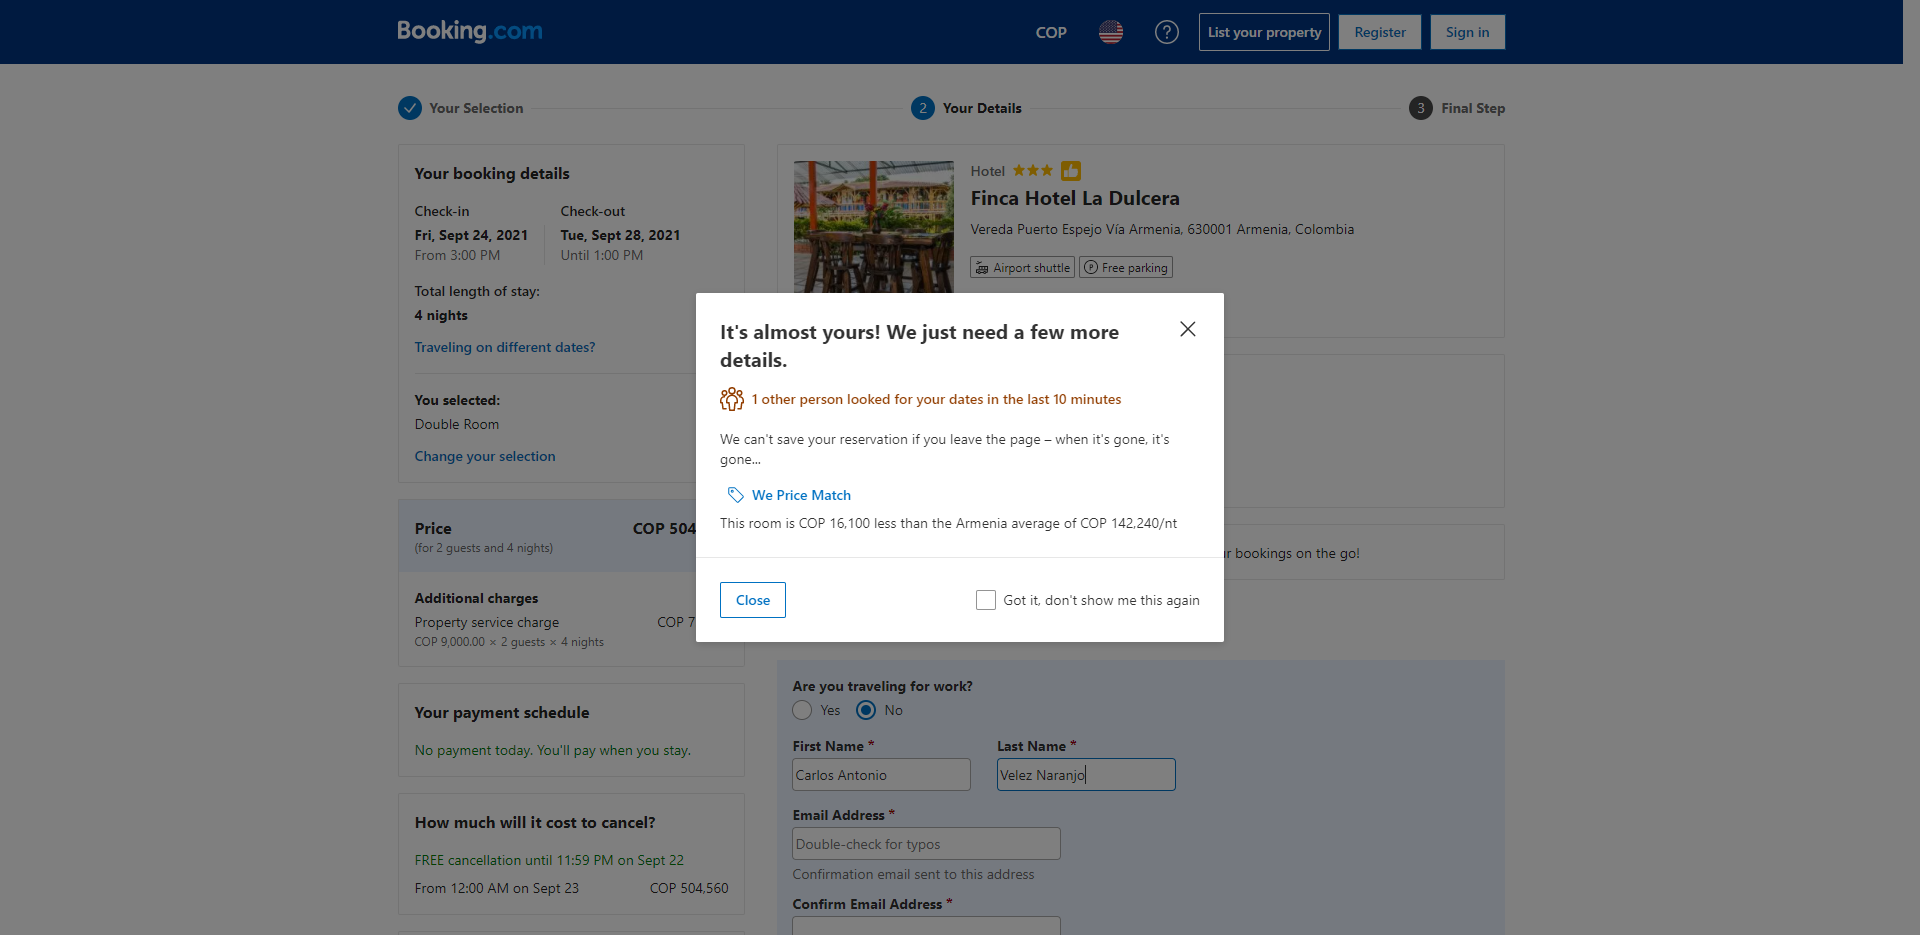 Booking.com
COP
?
List your property
Register
Sign in
Your Selection
2 Your Details
3 Final Step
Your booking details
Check-in
Fri, Sept 24, 2021
From 3:00 PM
Check-out
Tue, Sept 28, 2021
Until 1:00 PM
Total length of stay:
4 nights
Traveling on different dates?
You selected:
Double Room
Change your selection
Price
COP 504
(for 2 guests and 4 nights)
Additional charges
Property service charge
COP 7
COP 9,000.00 × 2 guests × 4 nights
Your payment schedule
No payment today. You'll pay when you stay.
How much will it cost to cancel?
FREE cancellation until 11:59 PM on Sept 22
From 12:00 AM on Sept 23
COP 504,560
Hotel
Finca Hotel La Dulcera
Vereda Puerto Espejo Vía Armenia, 630001 Armenia, Colombia
Airport shuttle
P Free parking
It's almost yours! We just need a few more
details.
1 other person looked for your dates in the last 10 minutes
We can't save your reservation if you leave the page – when it's gone, it's
gone...
We Price Match
This room is COP 16,100 less than the Armenia average of COP 142,240/nt
Close
Got it, don't show me this again
bookings on the go!
Are you traveling for work?
Yes
No
First Name *
Last Name *
Carlos Antonio
Velez Naranjo
Email Address *
Double-check for typos
Confirmation email sent to this address
Confirm Email Address *